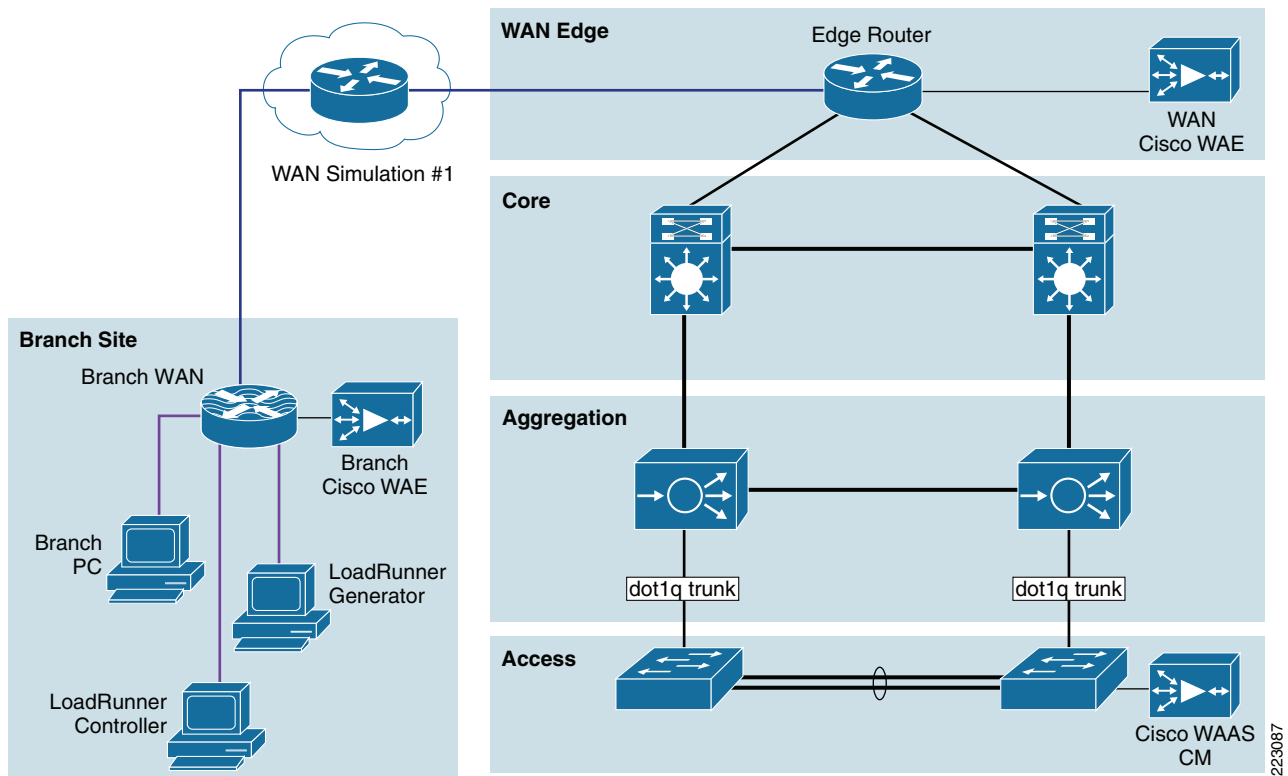 WAN Edge
Edge Router
WAN
Cisco WAE
WAN Simulation #1
Core
Branch Site
Branch WAN
Branch
Cisco WAE
Branch
PC
LoadRunner
Generator
LoadRunner
Controller
Aggregation
dot1q trunk
dot1q trunk
Access
Cisco WAAS
CM
223087